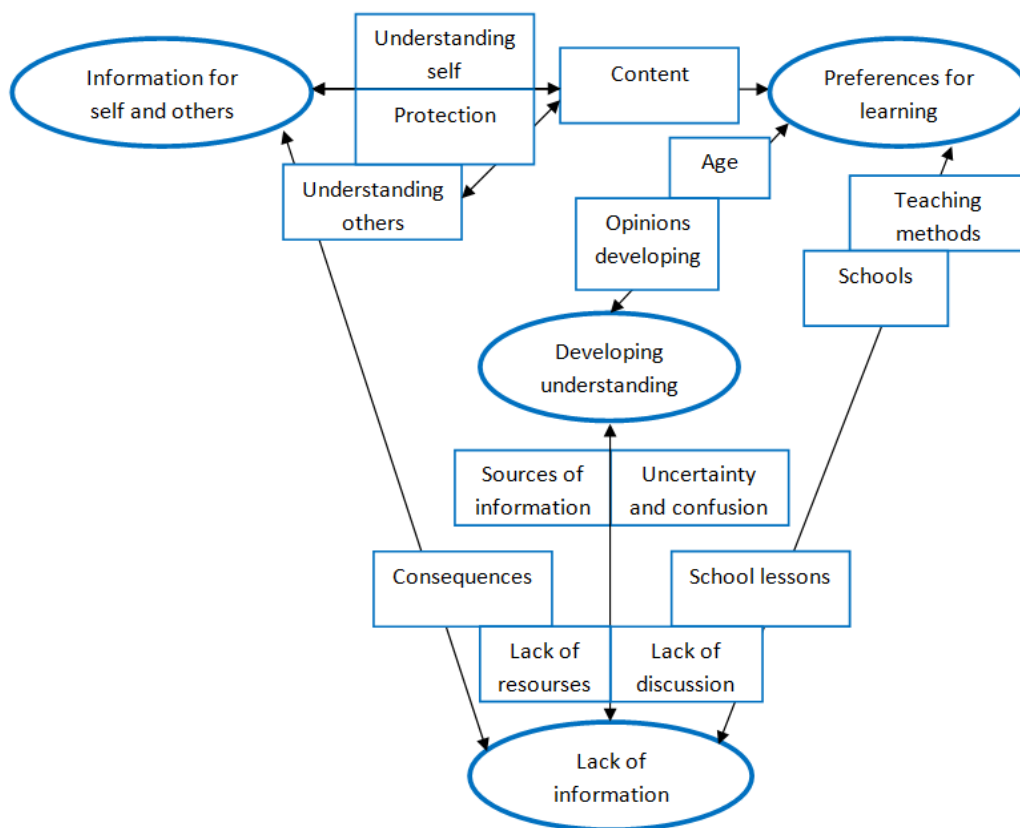 Understanding
self
Information for
self and others
Content
Preferences for
learning
Protection
Age
Understanding
others
Teaching
methods
Opinions
developing
Schools
Developing
understanding
Sources of
information
Uncertainty
and confusion
Consequences
School lessons
Lack of
resourses
Lack of
discussion
Lack of
information